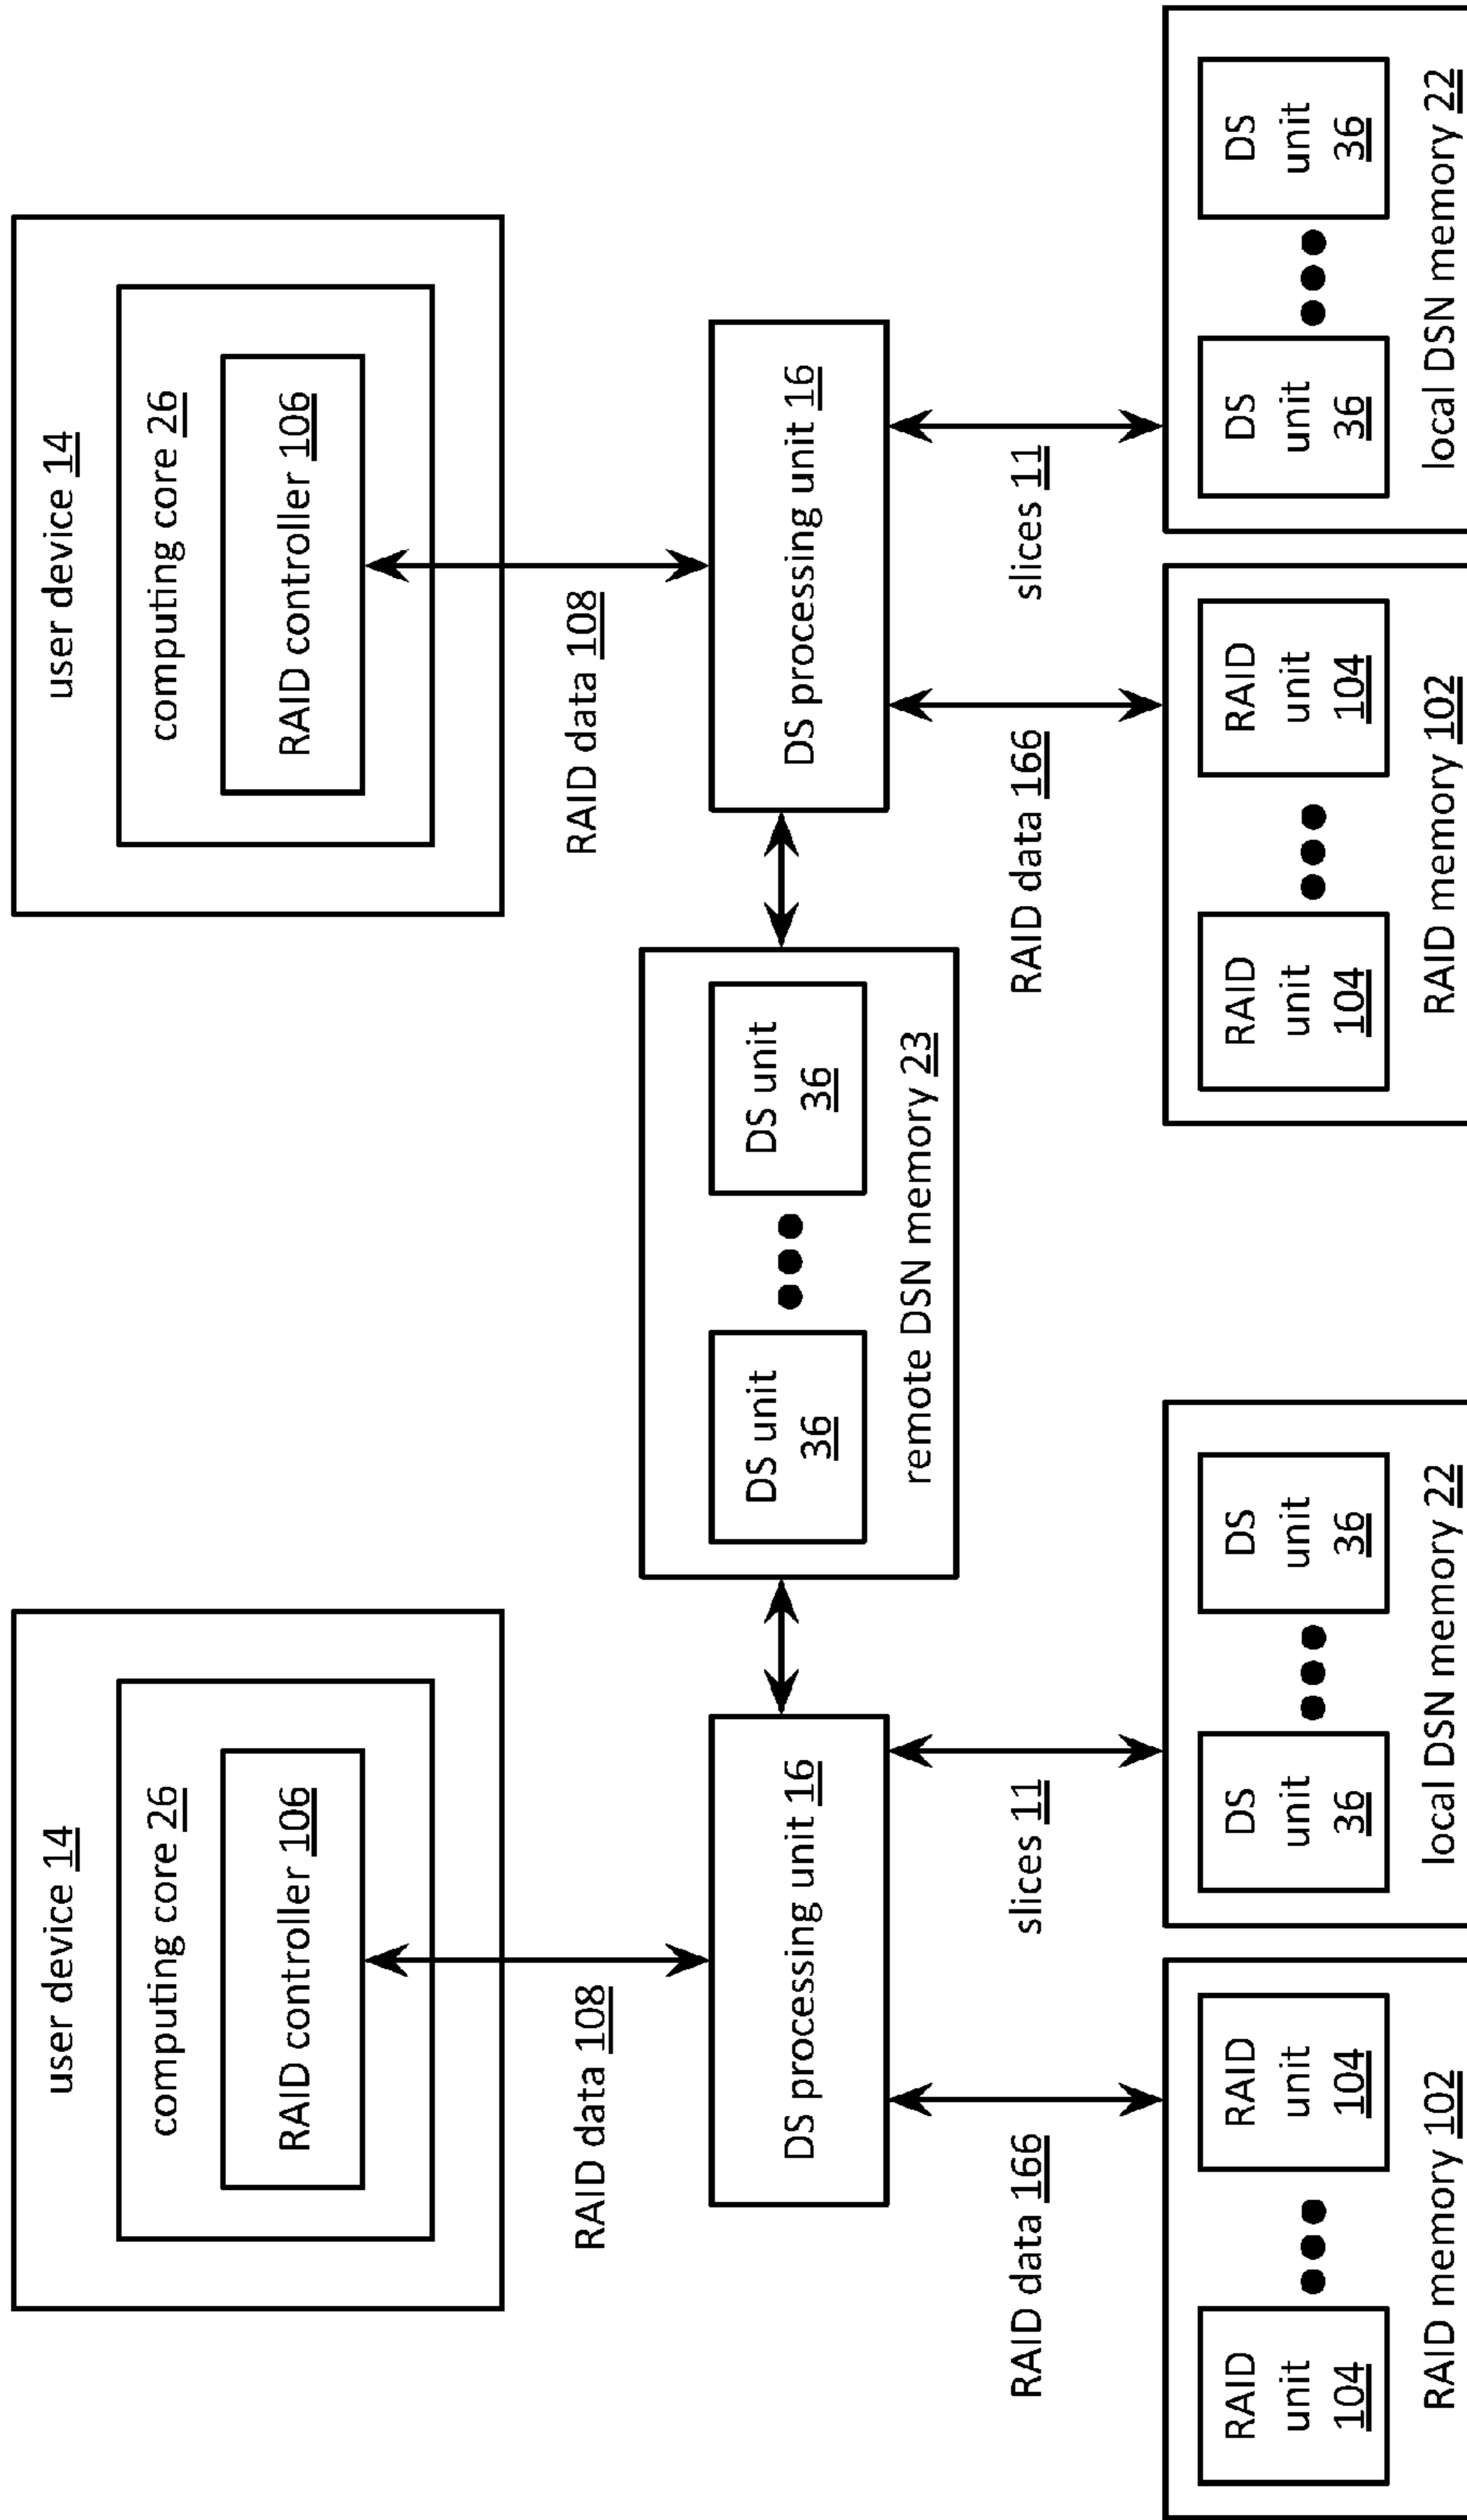 user device 14
computing core 26
RAID controller 106
user device 14
computing core 26
RAID controller 106
RAID data 108
RAID data 108
DS processing unit 16
DS unit
36
DS unit
36
remote DSN memory 23
DS processing unit 16
RAID data 166
slices 11
RAID data 166
slices 11
RAID
unit
104
RAID
unit
104
RAID memory 102
DS
unit
36
DS
unit
36
local DSN memory 22
RAID
unit
104
RAID
unit
104
RAID memory 102
DS
unit
36
DS
unit
36
local DSN memory 22